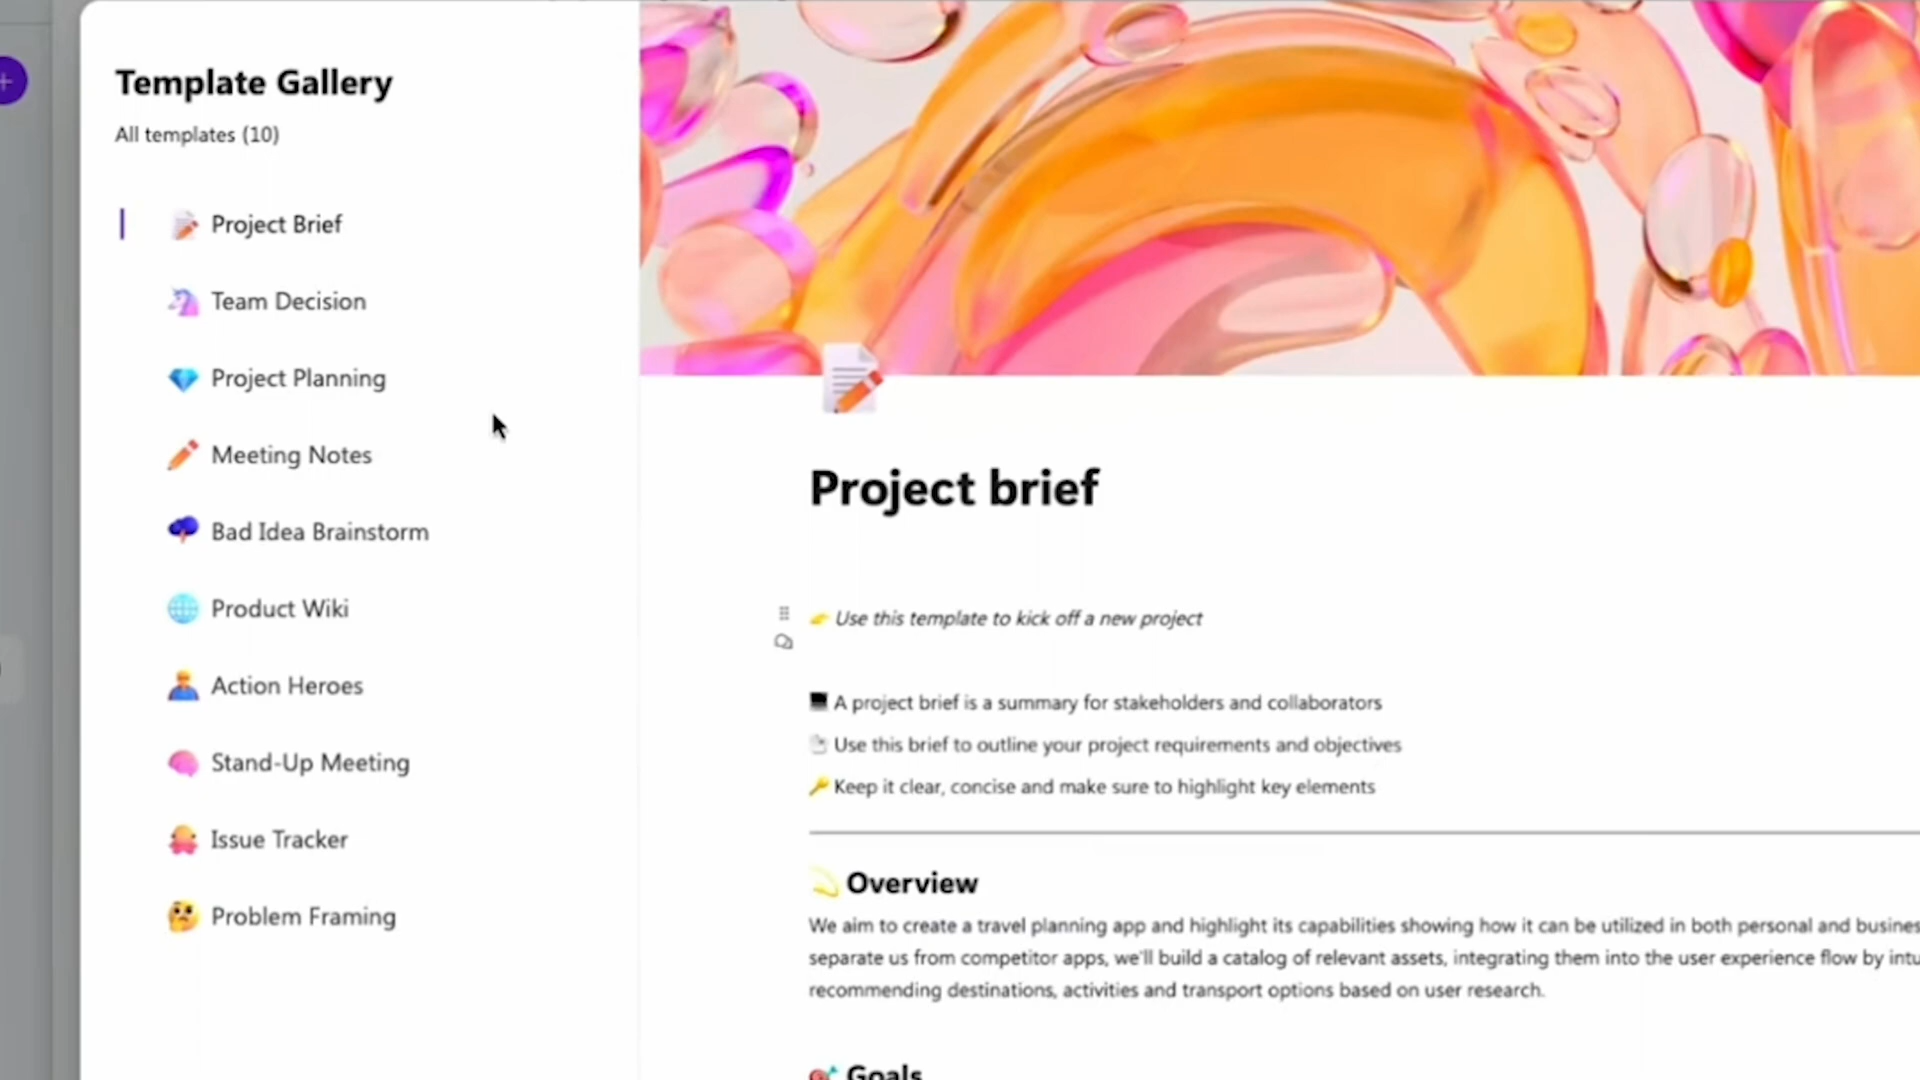 Template Gallery
All templates (10)
Project Brief
Team Decision
Project Planning
Meeting Notes
Bad Idea Brainstorm
Product Wiki
Action Heroes
Stand-Up Meeting
Issue Tracker
Problem Framing
Project brief
Use this template to kick off a new project
A project brief is a summary for stakeholders and collaborators
Use this brief to outline your project requirements and objectives
Keep it clear, concise and make sure to highlight key elements
Overview
We aim to create a travel planning app and highlight its capabilities showing how it can be utilized in both personal and busines
separate us from competitor apps, we'll build a catalog of relevant assets, integrating them into the user experience flow by intu
recommending destinations, activities and transport options based on user research.
Goals